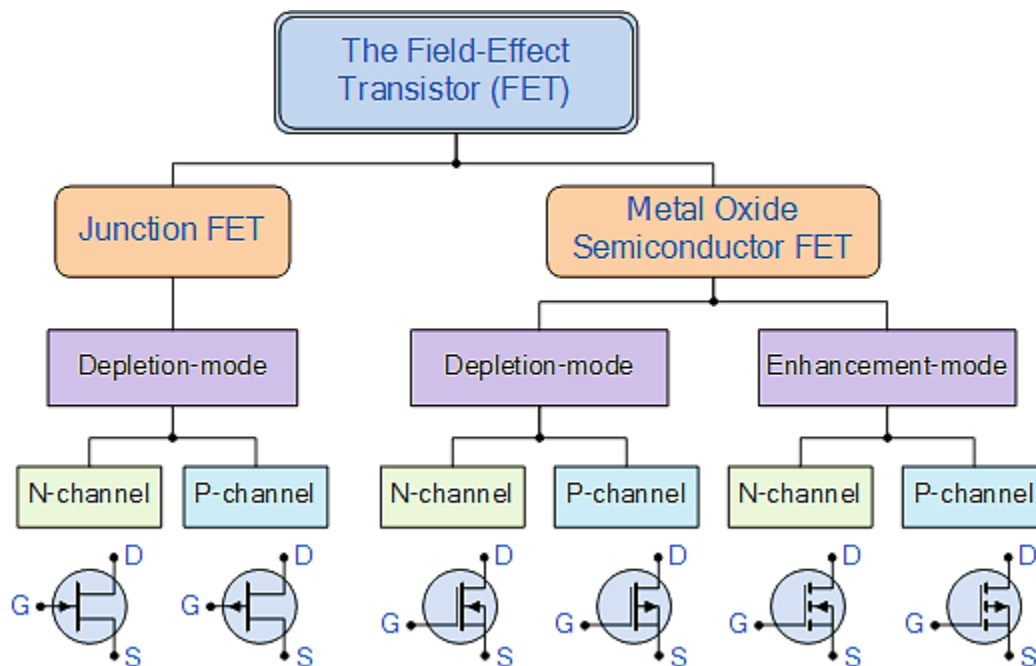 The Field-Effect
Transistor (FET)
Junction FET
Metal Oxide
Semiconductor FET
Depletion-mode
Depletion-mode
Enhancement-mode
N-channel
P-channel
N-channel
P-channel
N-channel
P-channel
D
D
D
D
D
D
G
G
G
G
G
G
S
S
S
S
S
S